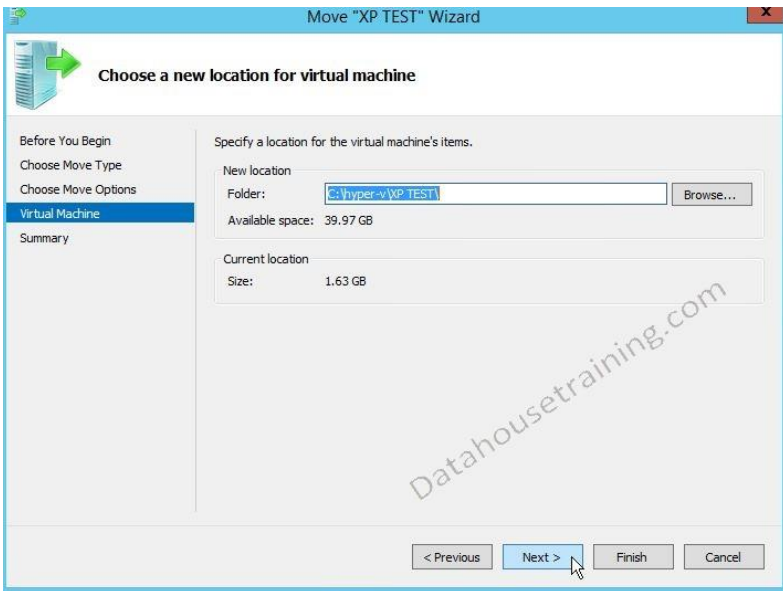 Move "XP TEST" Wizard
x
Choose a new location for virtual machine
Before You Begin
Choose Move Type
Choose Move Options
Virtual Machine
Summary
Specify a location for the virtual machine's items.
New location
Folder: C:\hyper-v\XP TEST\ Browse...
Available space: 39.97 GB
Current location
Size: 1.63 GB
Datahousetraining.com
< Previous Next > Finish Cancel